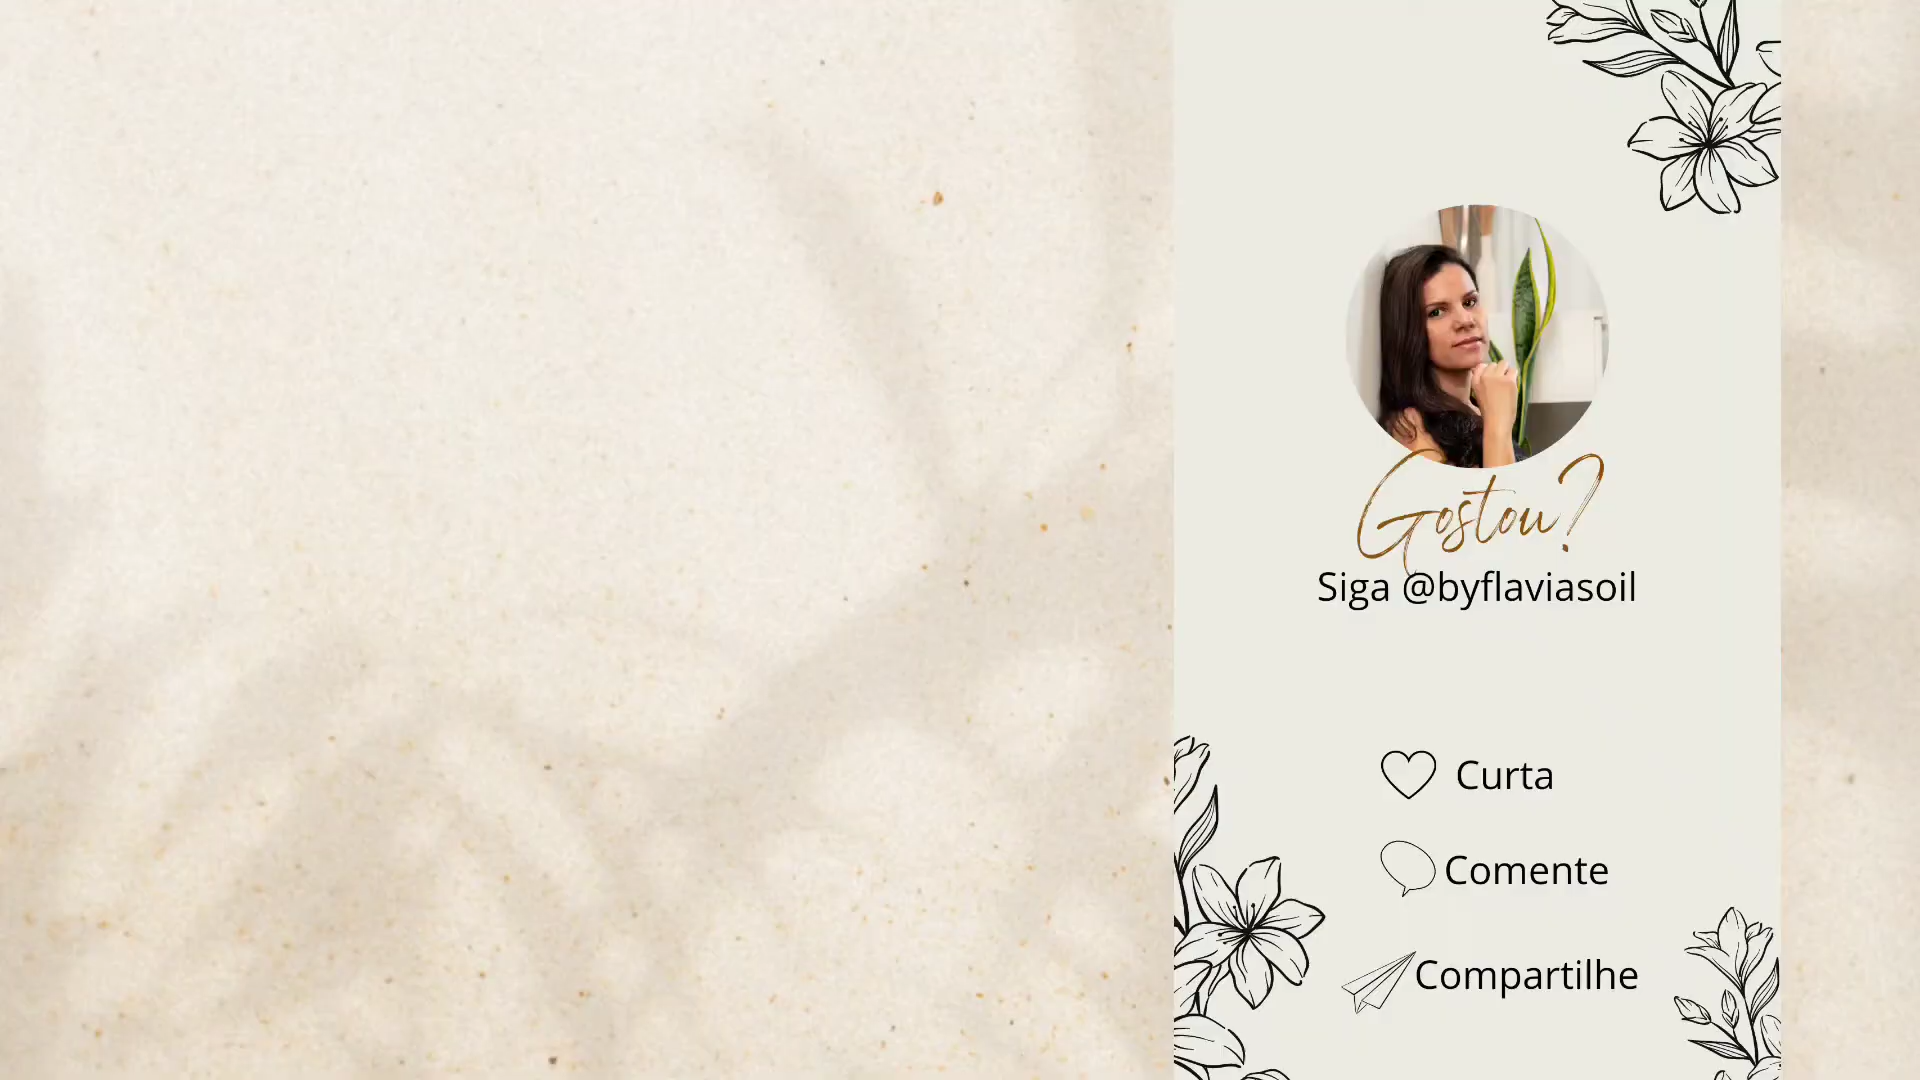 Gostou?
Siga @byflaviasoil
Curta
Comente
Compartilhe